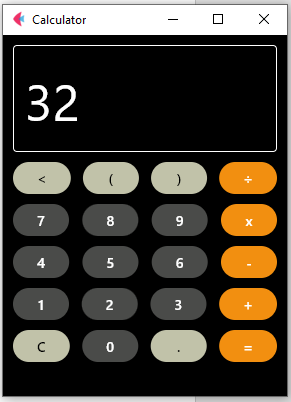 Calculator
32
< ( ) ÷
7 8 9 x
4 5 6 -
1 2 3 +
C 0 . =